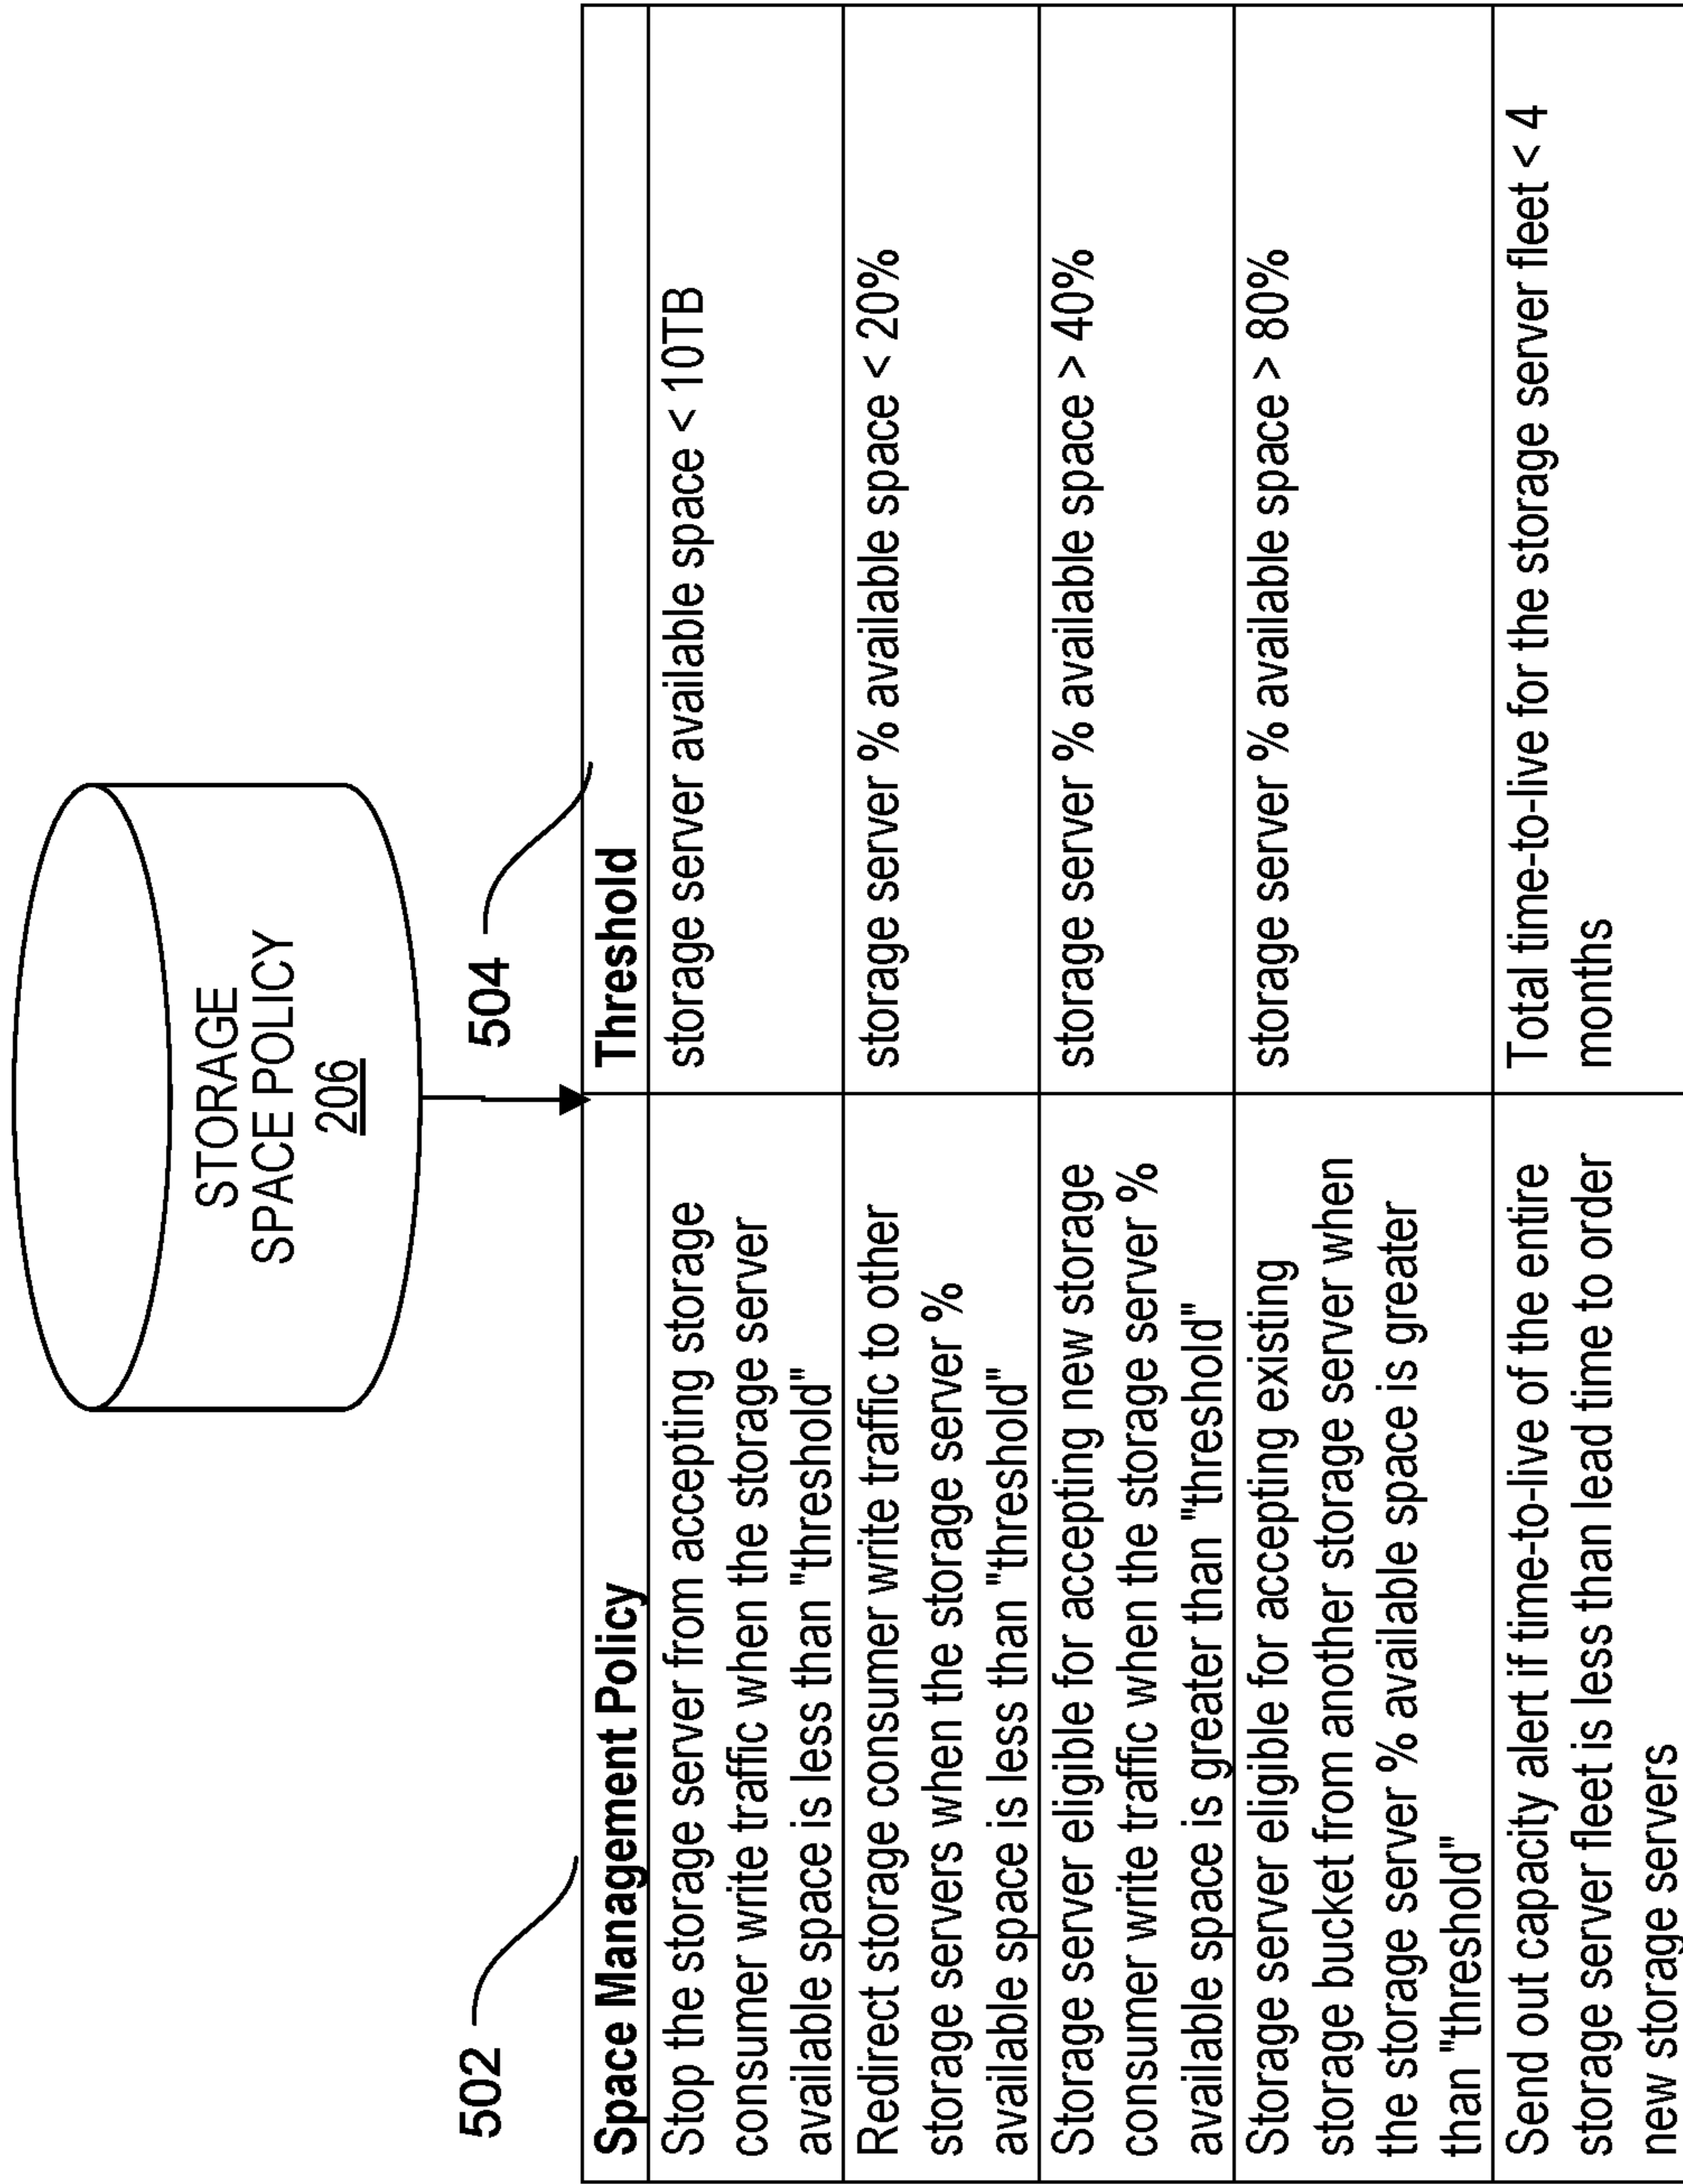 STORAGE
SPACE POLICY
206
502
504
Space Management Policy
Threshold
Stop the storage server from accepting storage
consumer write traffic when the storage server
available space is less than "threshold"
storage server available space < 10TB
Redirect storage consumer write traffic to other
storage servers when the storage server %
available space is less than "threshold"
storage server % available space < 20%
Storage server eligible for accepting new storage
consumer write traffic when the storage server %
available space is greater than "threshold"
storage server % available space > 40%
Storage server eligible for accepting existing
storage bucket from another storage server when
the storage server % available space is greater
than "threshold"
storage server % available space > 80%
Send out capacity alert if time-to-live of the entire
storage server fleet is less than lead time to order
new storage servers
Total time-to-live for the storage server fleet < 4
months